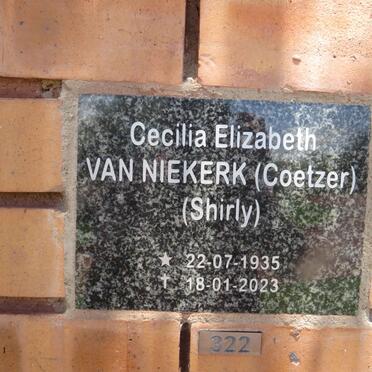 Cecilia Elizabeth
VAN NIEKERK (Coetzer)
(Shirly)
★ 22-07-1935
✝ 18-01-2023
322